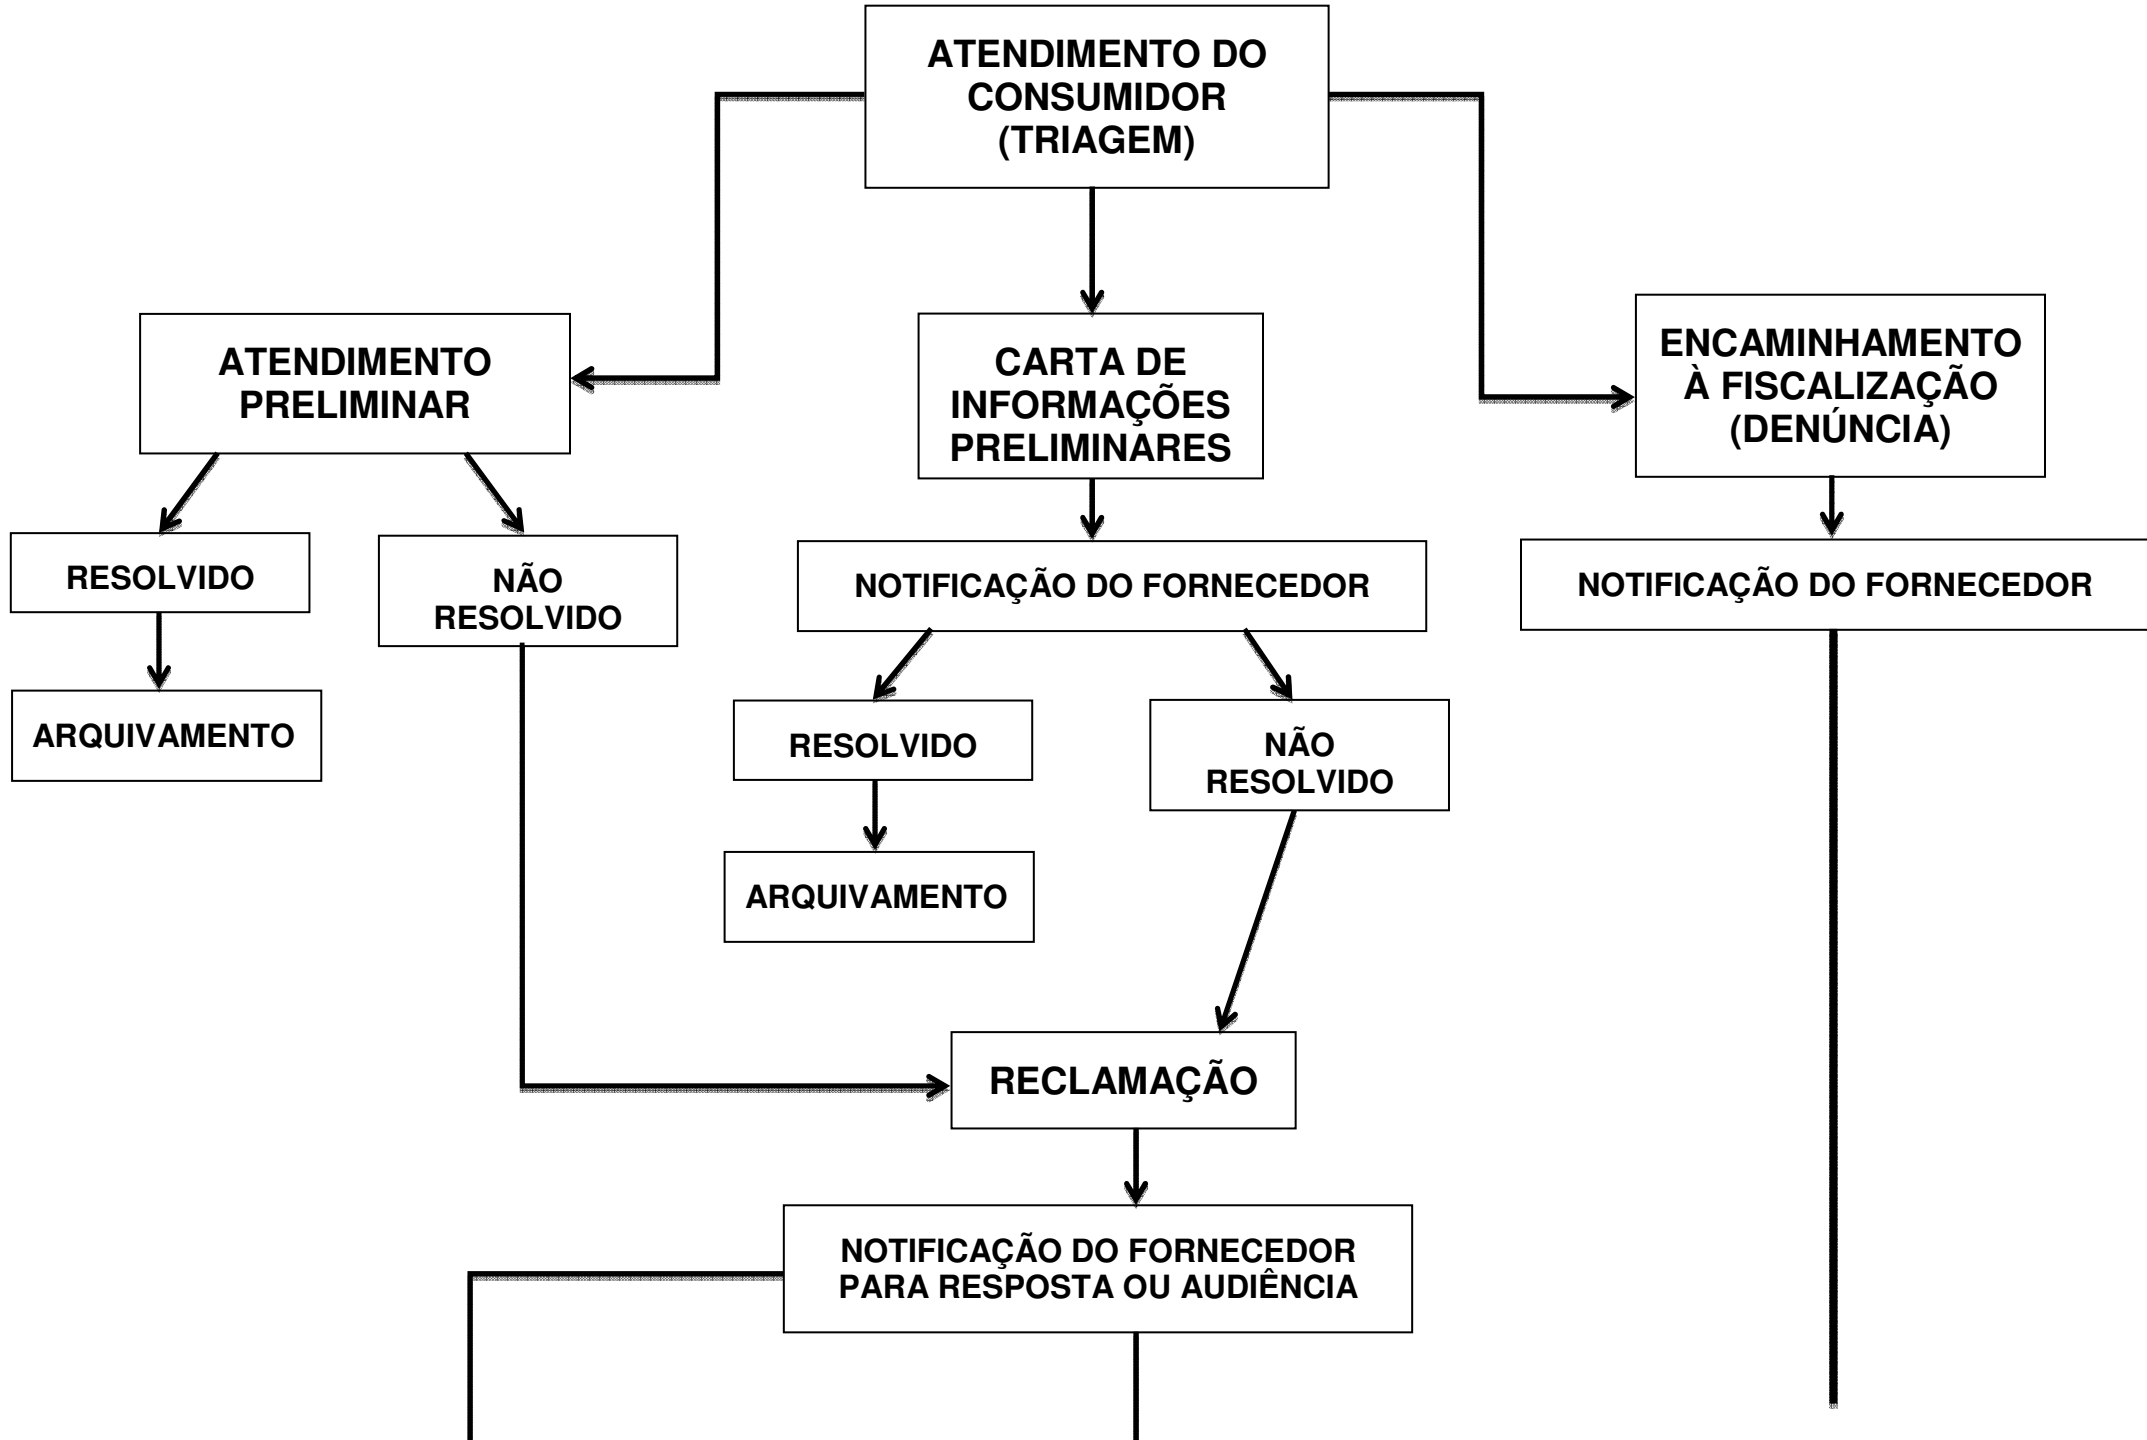 ATENDIMENTO DO
CONSUMIDOR
(TRIAGEM)
ATENDIMENTO
PRELIMINAR
CARTA DE
INFORMAÇÕES
PRELIMINARES
ENCAMINHAMENTO
À FISCALIZAÇÃO
(DENÚNCIA)
RESOLVIDO
NÃO
RESOLVIDO
NOTIFICAÇÃO DO FORNECEDOR
NOTIFICAÇÃO DO FORNECEDOR
ARQUIVAMENTO
RESOLVIDO
NÃO
RESOLVIDO
ARQUIVAMENTO
RECLAMAÇÃO
NOTIFICAÇÃO DO FORNECEDOR
PARA RESPOSTA OU AUDIÊNCIA